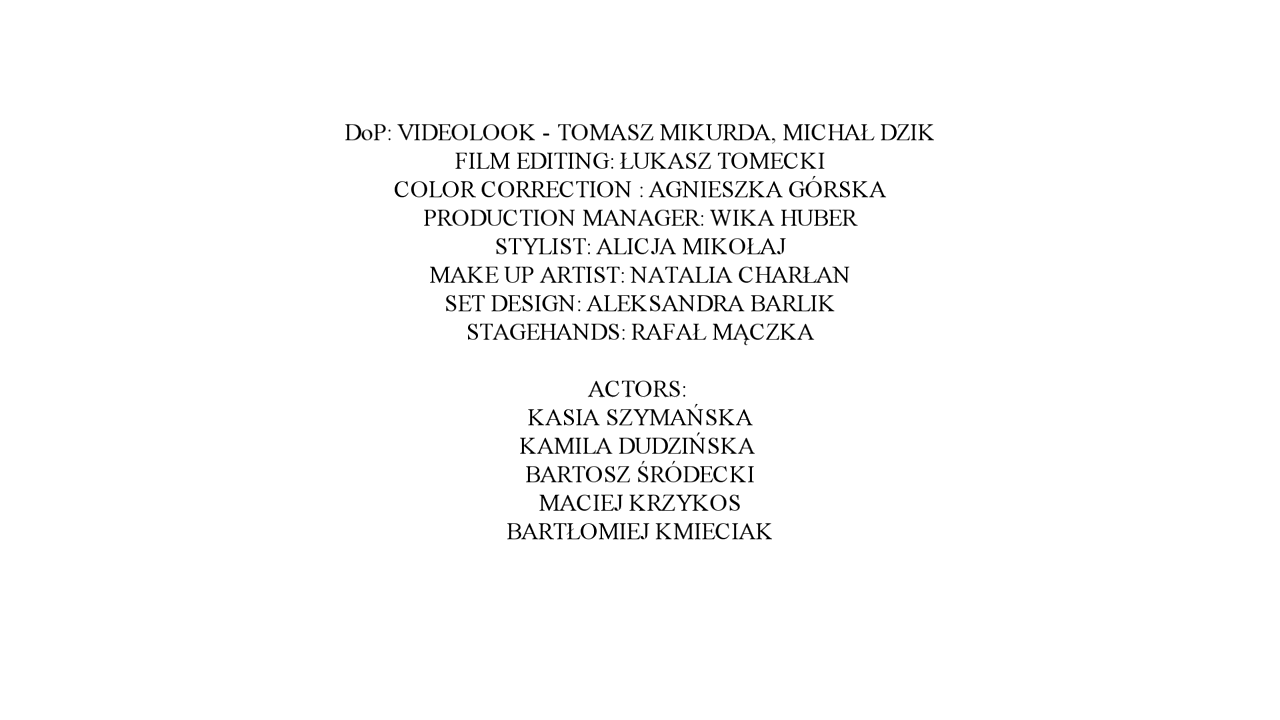 DoP: VIDEOLOOK - TOMASZ MIKURDA, MICHAŁ DZIK
FILM EDITING: ŁUKASZ TOMECKI
COLOR CORRECTION : AGNIESZKA GÓRSKA
PRODUCTION MANAGER: WIKA HUBER
STYLIST: ALICJA MIKOŁAJ
MAKE UP ARTIST: NATALIA CHARŁAN
SET DESIGN: ALEKSANDRA BARLIK
STAGEHANDS: RAFAŁ MĄCZKA
ACTORS:
KASIA SZYMAŃSKA
KAMILA DUDZIŃSKA
BARTOSZ ŚRÓDECKI
MACIEJ KRZYKOS
BARTŁOMIEJ KMIECIAK